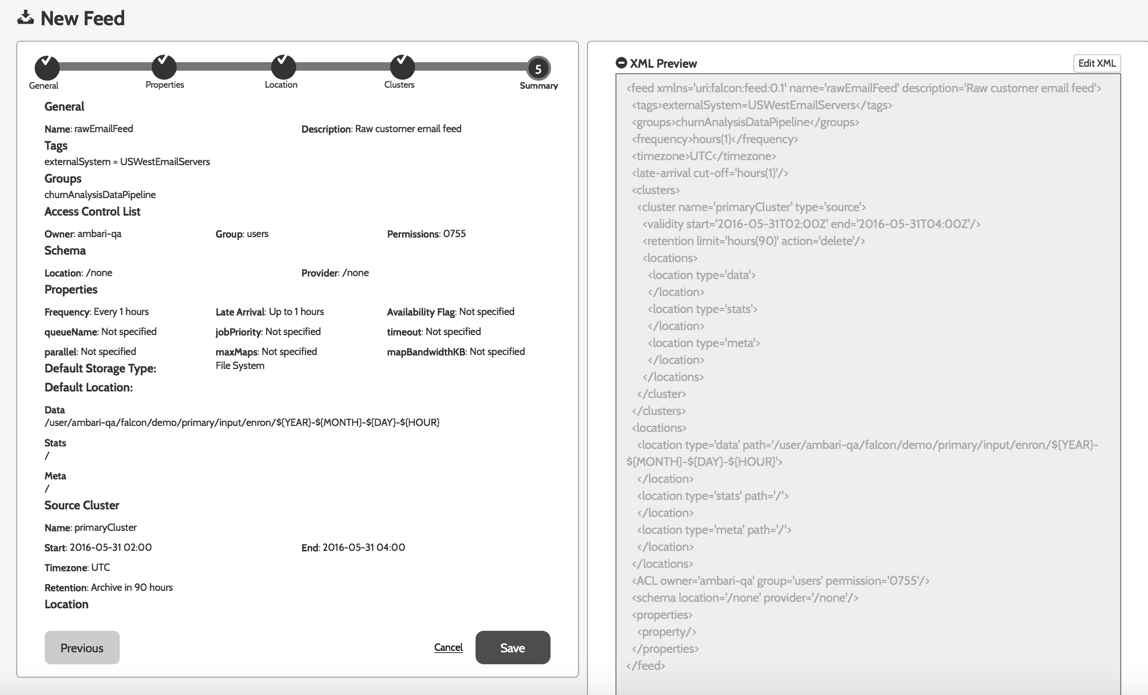 New Feed
General
Properties
Location
Clusters
5
Summary
General
Name: rawEmailFeed
Description: Raw customer email feed
Tags
externalSystem = USWestEmailServers
Groups
churnAnalysisDataPipeline
Access Control List
Owner: ambari-qa
Group: users
Permissions: 0755
Schema
Location: /none
Provider: /none
Properties
Frequency: Every 1 hours
Late Arrival: Up to 1 hours
Availability Flag: Not specified
queueName: Not specified
jobPriority: Not specified
timeout: Not specified
parallel: Not specified
maxMaps: Not specified
mapBandwidthKB: Not specified
Default Storage Type:
File System
Default Location:
Data
/user/ambari-qa/falcon/demo/primary/input/enron/${YEAR}-${MONTH}-${DAY}-${HOUR}
Stats
/
Meta
/
Source Cluster
Name: primaryCluster
Start: 2016-05-31 02:00
End: 2016-05-31 04:00
Timezone: UTC
Retention: Archive in 90 hours
Location
Previous
Cancel
Save
XML Preview
Edit XML
<feed xmlns='uri:falcon:feed:0.1' name='rawEmailFeed' description='Raw customer email feed'>
<tags>externalSystem=USWestEmailServers</tags>
<groups>churnAnalysisDataPipeline</groups>
<frequency>hours(1)</frequency>
<timezone>UTC</timezone>
<late-arrival cut-off='hours(1)'/>
<clusters>
<cluster name='primaryCluster' type='source'>
<validity start='2016-05-31T02:00Z' end='2016-05-31T04:00Z'/>
<retention limit='hours(90)' action='delete'/>
<locations>
<location type='data'>
</location>
<location type='stats'>
</location>
<location type='meta'>
</location>
</locations>
</cluster>
</clusters>
<locations>
<location type='data' path='/user/ambari-qa/falcon/demo/primary/input/enron/${YEAR}-
${MONTH}-${DAY}-${HOUR}'>
</location>
<location type='stats' path='/'>
</location>
<location type='meta' path='/'>
</location>
</locations>
<ACL owner='ambari-qa' group='users' permission='0755'/>
<schema location='/none' provider='/none'/>
<properties>
<property/>
</properties>
</feed>